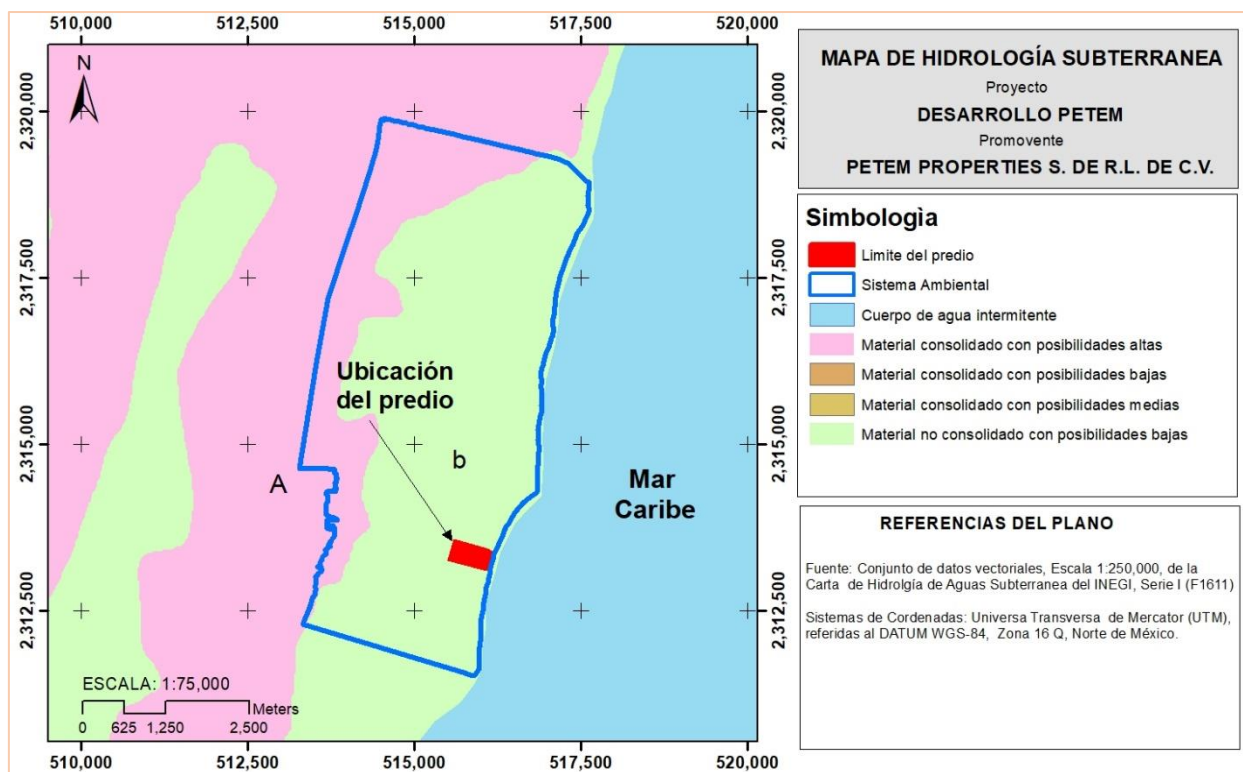 510,000
512,500
515,000
517,500
520,000
N
2,320,000
2,317,500
2,315,000
2,312,500
2,320,000
2,317,500
2,315,000
2,312,500
Ubicación
del predio
A
b
Mar
Caribe
ESCALA: 1:75,000
Meters
0 625 1,250 2,500
510,000
512,500
515,000
517,500
520,000
MAPA DE HIDROLOGÍA SUBTERRANEA
Proyecto
DESARROLLO PETEM
Promovente
PETEM PROPERTIES S. DE R.L. DE C.V.
Simbologìa
Limite del predio
Sistema Ambiental
Cuerpo de agua intermitente
Material consolidado con posibilidades altas
Material consolidado con posibilidades bajas
Material consolidado con posibilidades medias
Material no consolidado con posibilidades bajas
REFERENCIAS DEL PLANO
Fuente: Conjunto de datos vectoriales, Escala 1:250,000, de la
Carta de Hidrolgía de Aguas Subterranea del INEGI, Serie I (F1611)
Sistemas de Cordenadas: Universa Transversa de Mercator (UTM),
referidas al DATUM WGS-84, Zona 16 Q, Norte de México.